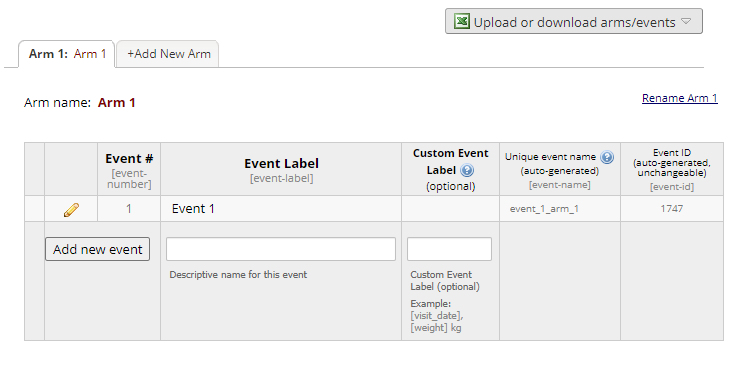 Upload or download arms/events
Arm 1: Arm 1
+Add New Arm
Arm name: Arm 1
Rename Arm 1
Event #
[event-
number]
Event Label
[event-label]
Custom Event
Label
(optional)
Unique event name
(auto-generated)
[event-name]
Event ID
(auto-generated,
unchangeable)
[event-id]
1
Event 1
event_1_arm_1
1747
Add new event
Descriptive name for this event
Custom Event
Label (optional)
Example:
[visit_date],
[weight] kg